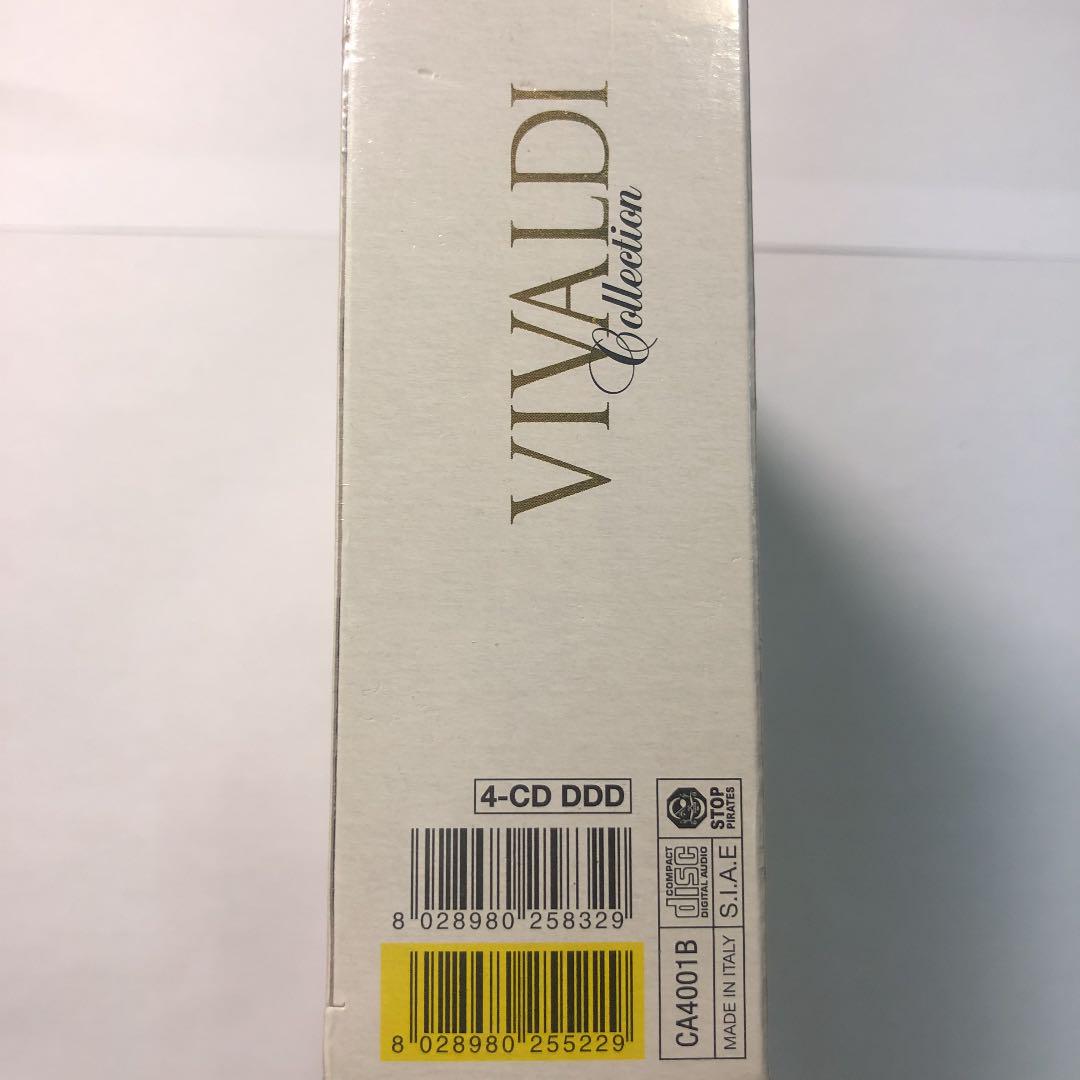 VIVALDI
Collection
4-CD DDD
8 028980 258329
8 028980 255229
STOP
PIRATES
COMPACT
disc
DIGITAL AUDIO
S.I.A.E
CA4001B
MADE IN ITALY